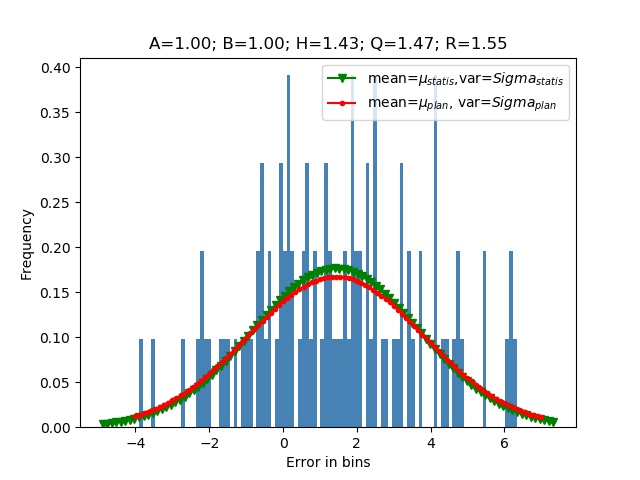 A=1.00; B=1.00; H=1.43; Q=1.47; R=1.55
mean=μstatis,var=Sigmastatis
mean=μplan, var=Sigmaplan
0.40
0.35
0.30
0.25
0.20
0.15
0.10
0.05
0.00
Frequency
−4 −2 0 2 4 6
Error in bins